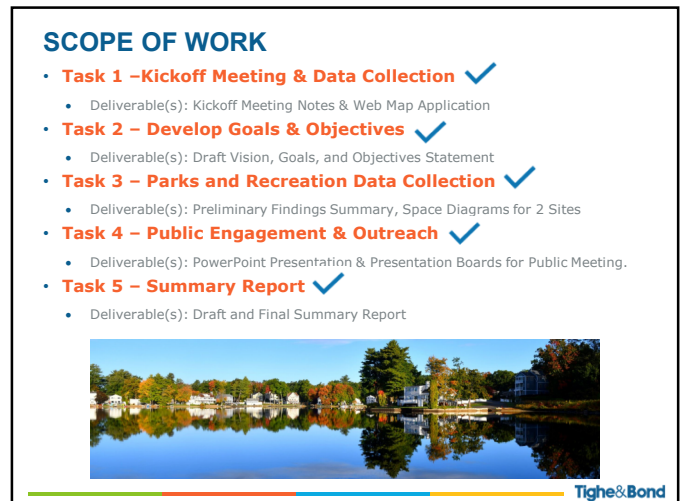 SCOPE OF WORK
• Task 1 –Kickoff Meeting & Data Collection
• Deliverable(s): Kickoff Meeting Notes & Web Map Application
• Task 2 – Develop Goals & Objectives
• Deliverable(s): Draft Vision, Goals, and Objectives Statement
• Task 3 – Parks and Recreation Data Collection
• Deliverable(s): Preliminary Findings Summary, Space Diagrams for 2 Sites
• Task 4 – Public Engagement & Outreach
• Deliverable(s): PowerPoint Presentation & Presentation Boards for Public Meeting.
• Task 5 – Summary Report
• Deliverable(s): Draft and Final Summary Report
Tighe&Bond